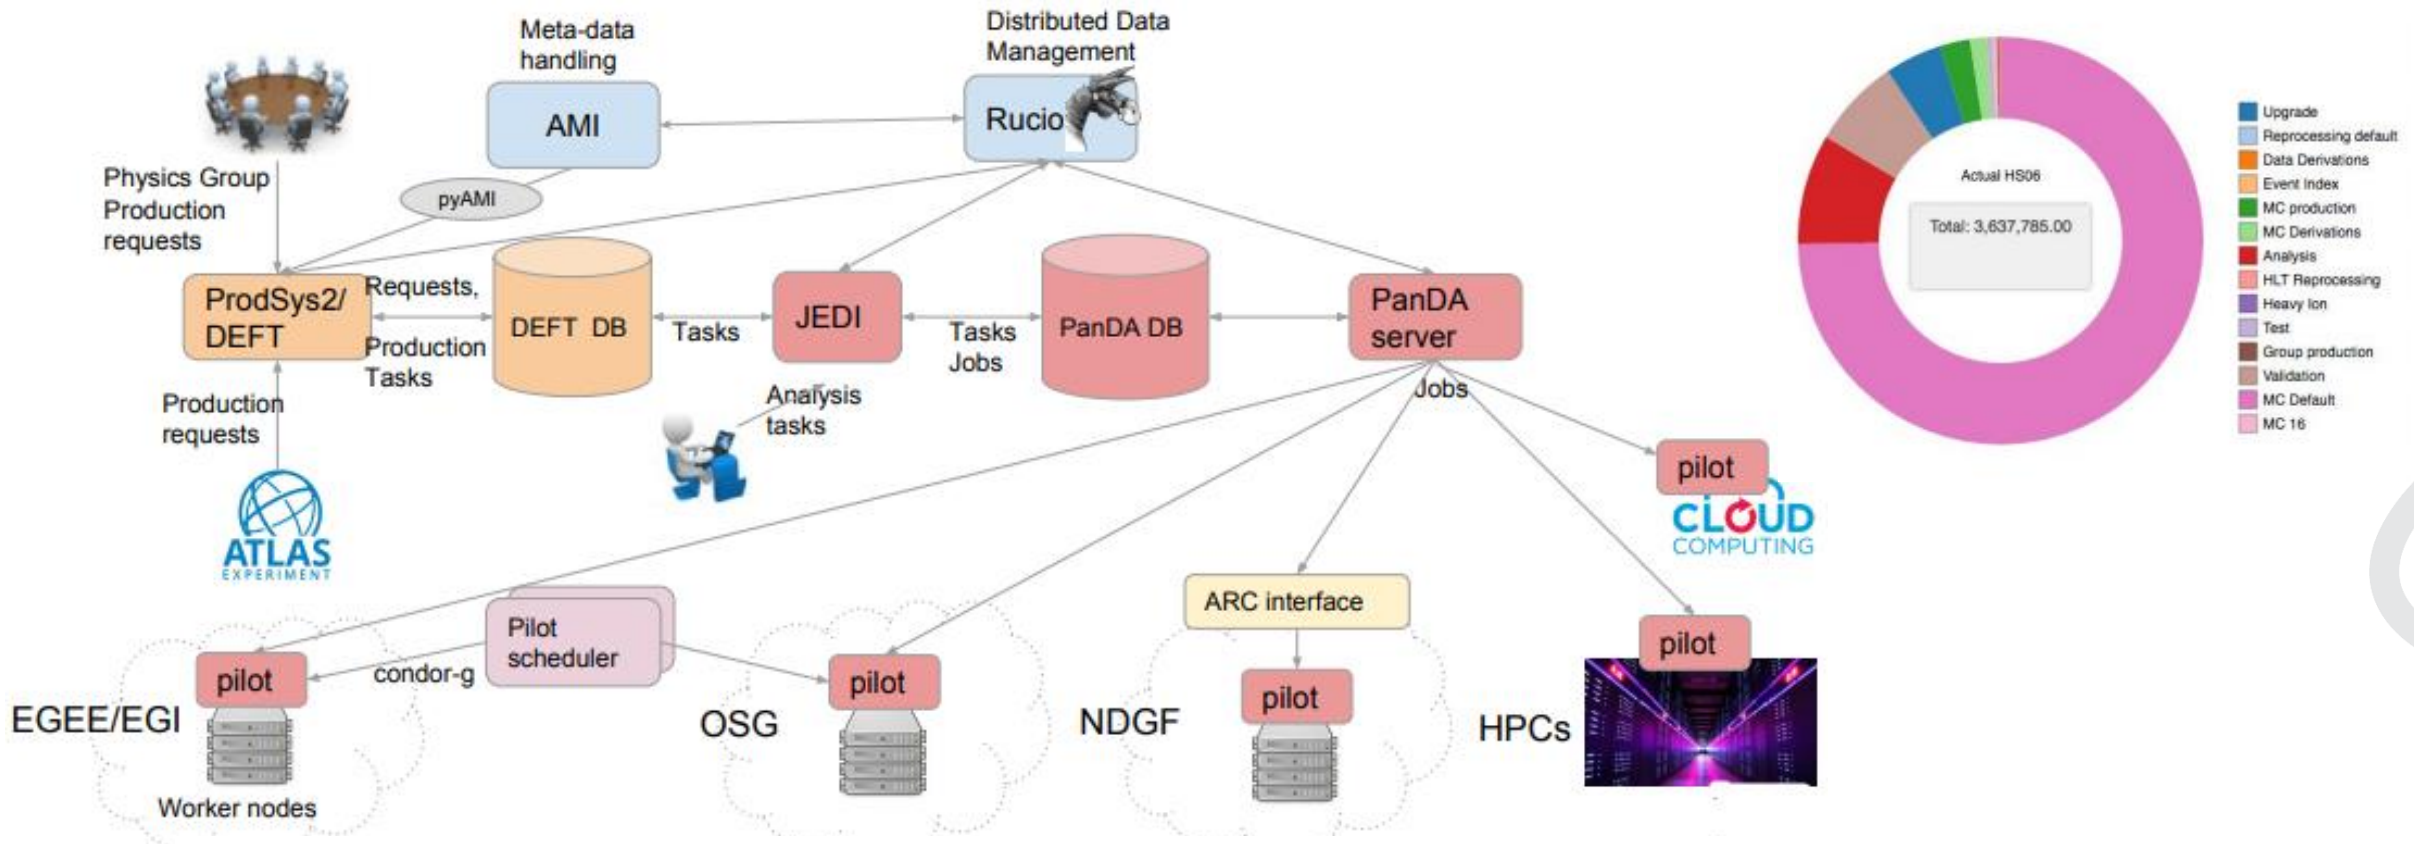 Meta-data
handling
Distributed Data
Management
AMI
Rucio
Physics Group
Production
requests
pyAMI
ProdSys2/
DEFT
Requests,
Production
Tasks
DEFT DB
Tasks
JEDI
Tasks
Jobs
PanDA DB
PanDA
server
Production
requests
Analysis
tasks
Jobs
ATLAS
EXPERIMENT
pilot
CLOUD
COMPUTING
Pilot
scheduler
condor-g
ARC interface
pilot
pilot
pilot
pilot
EGEE/EGI
OSG
NDGF
HPCs
Worker nodes
Actual HS06
Total: 3,637,785.00
Upgrade
Reprocessing default
Data Derivations
Event Index
MC production
MC Derivations
Analysis
HLT Reprocessing
Heavy Ion
Test
Group production
Validation
MC Default
MC 16